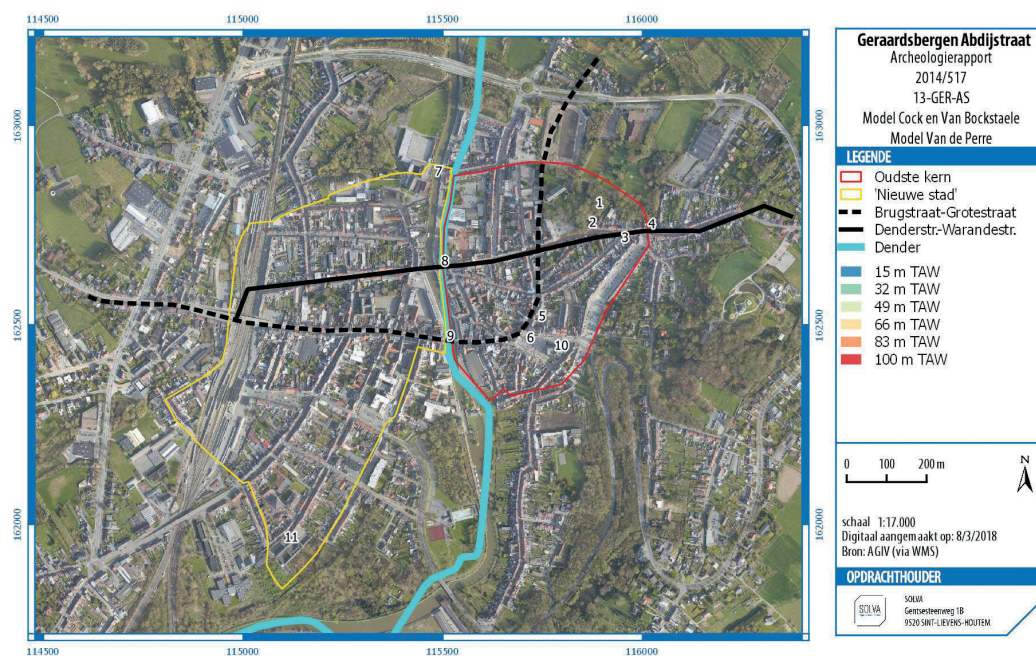 114500 115000 115500 116000
163000 163000
162500 162500
162000 162000
114500 115000 115500 116000
7
1
2
4
3
8
5
9
6
10
11
Geraardsbergen Abdijstraat
Archeologierapport
2014/517
13-GER-AS
Model Cock en Van Bockstaele
Model Van de Perre
LEGENDE
Oudste kern
'Nieuwe stad'
Brugstraat-Grotestraat
Denderstr.-Warandestr.
Dender
15 m TAW
32 m TAW
49 m TAW
66 m TAW
83 m TAW
100 m TAW
0 100 200 m
N
schaal 1:17.000
Digitaal aangemaakt op: 8/3/2018
Bron: AGIV (via WMS)
OPDRACHTHOUDER
SOLVA
SOLVA
Gentsesteenweg 1B
9520 SINT-LIEVENS-HOUTEM